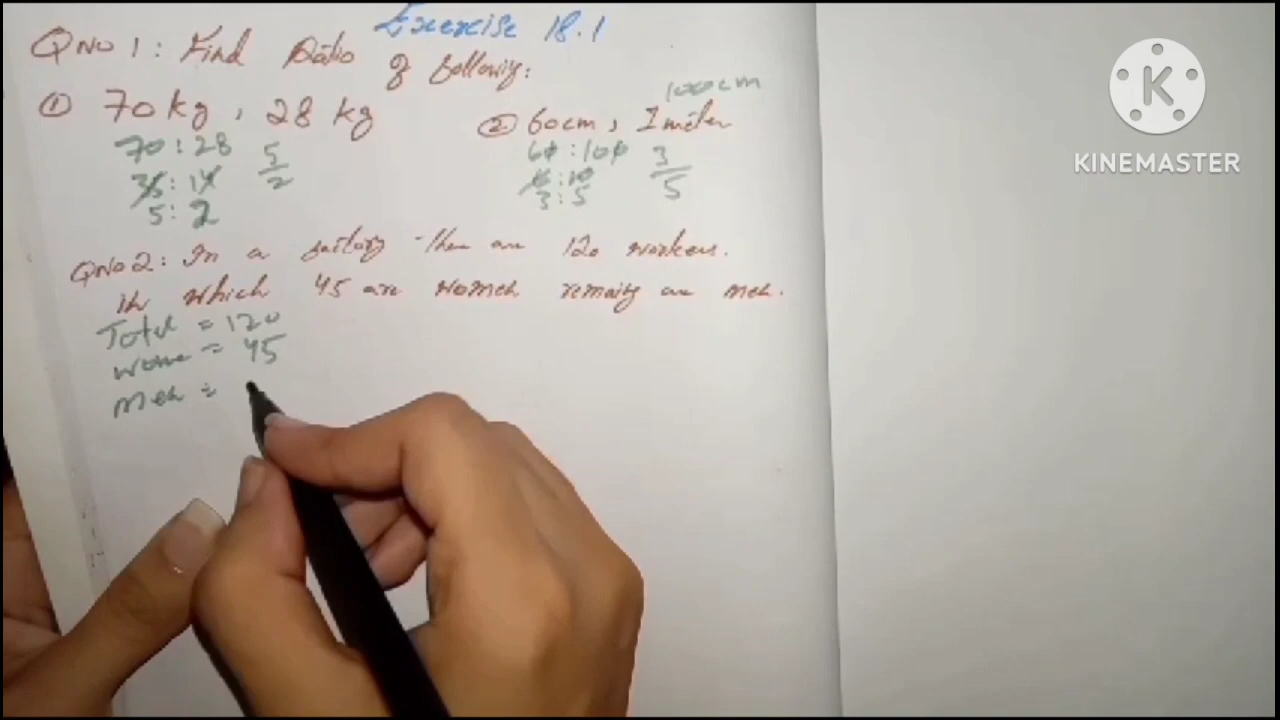 Exercise 18.1
QNO 1: Find Ratio of following:
① 70 kg, 28 kg
70:28
35:14
5:2
5/2
100cm
② 60cm, 1 meter
60:100
6:10
3:5
3/5
QNO 2: In a factory there are 120 workers.
in which 45 are women remaing are men.
Total = 120
women = 45
men =
KINEMASTER